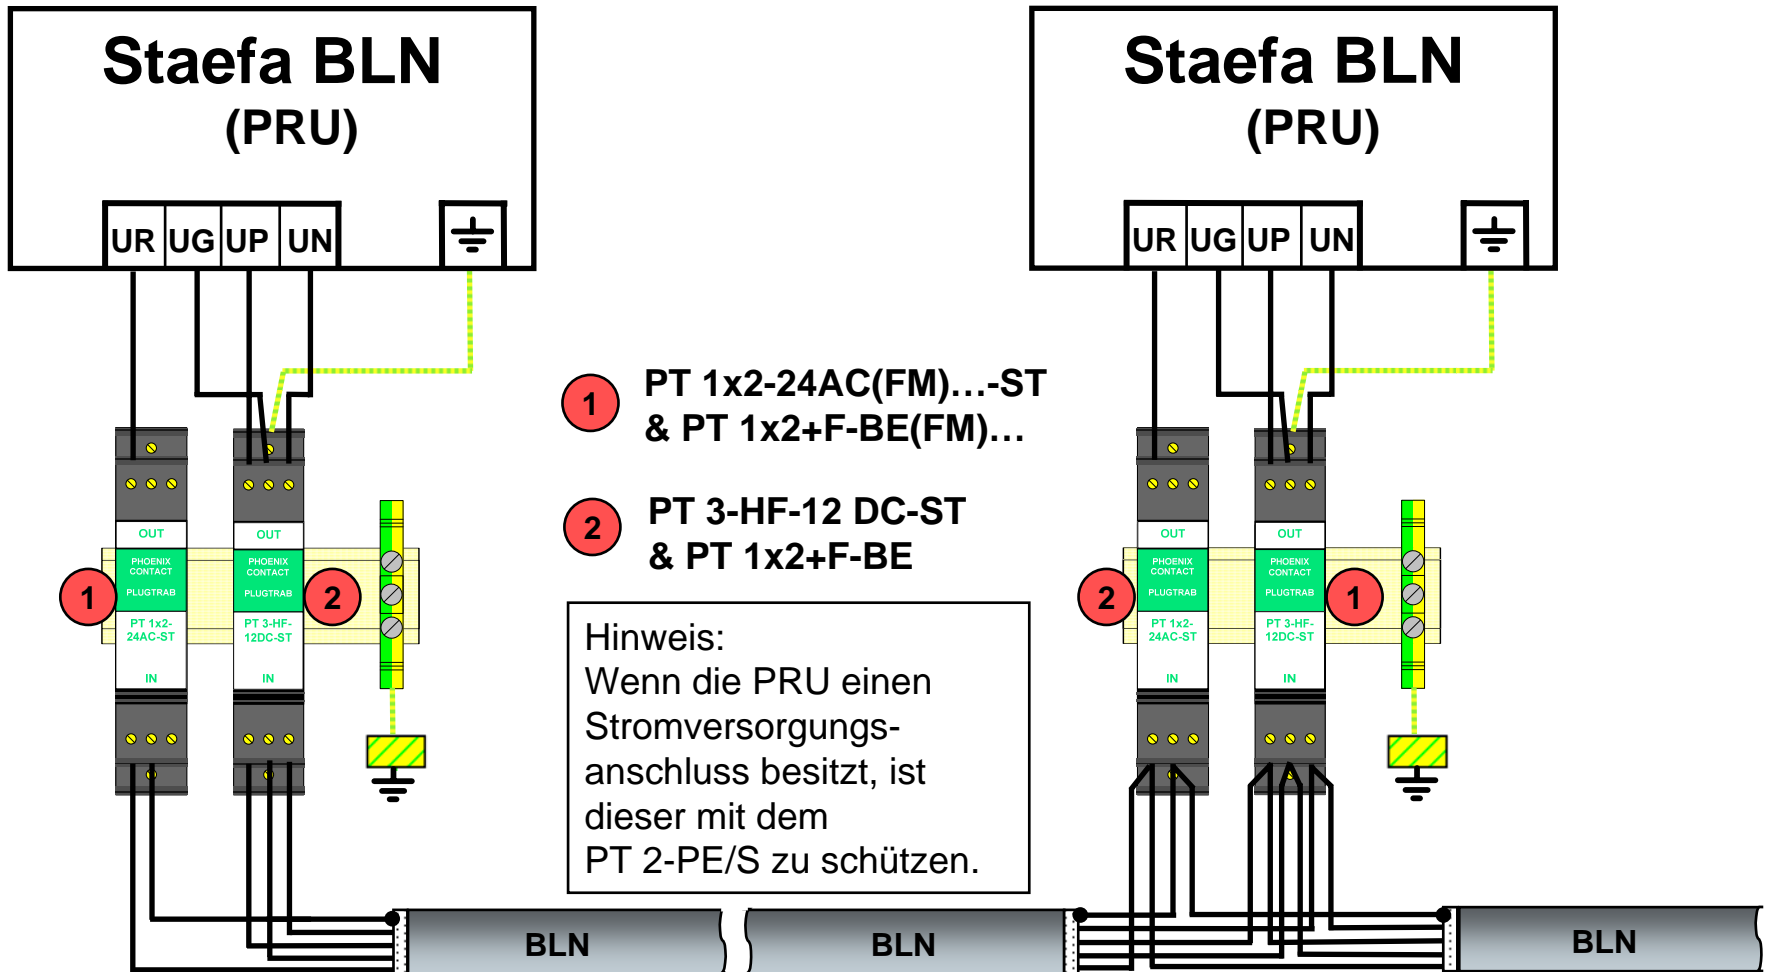 Staefa BLN
(PRU)
UR UG UP UN
Staefa BLN
(PRU)
UR UG UP UN
1
PT 1x2-24AC(FM)...-ST
& PT 1x2+F-BE(FM)...
2
PT 3-HF-12 DC-ST
& PT 1x2+F-BE
Hinweis:
Wenn die PRU einen
Stromversorgungs-
anschluss besitzt, ist
dieser mit dem
PT 2-PE/S zu schützen.
1
OUT
PHOENIX
CONTACT
PLUGTRAB
PT 1x2-
24AC-ST
IN
OUT
PHOENIX
CONTACT
PLUGTRAB
PT 3-HF-
12DC-ST
IN
2
2
OUT
PHOENIX
CONTACT
PLUGTRAB
PT 1x2-
24AC-ST
IN
OUT
PHOENIX
CONTACT
PLUGTRAB
PT 3-HF-
12DC-ST
IN
1
BLN
BLN
BLN